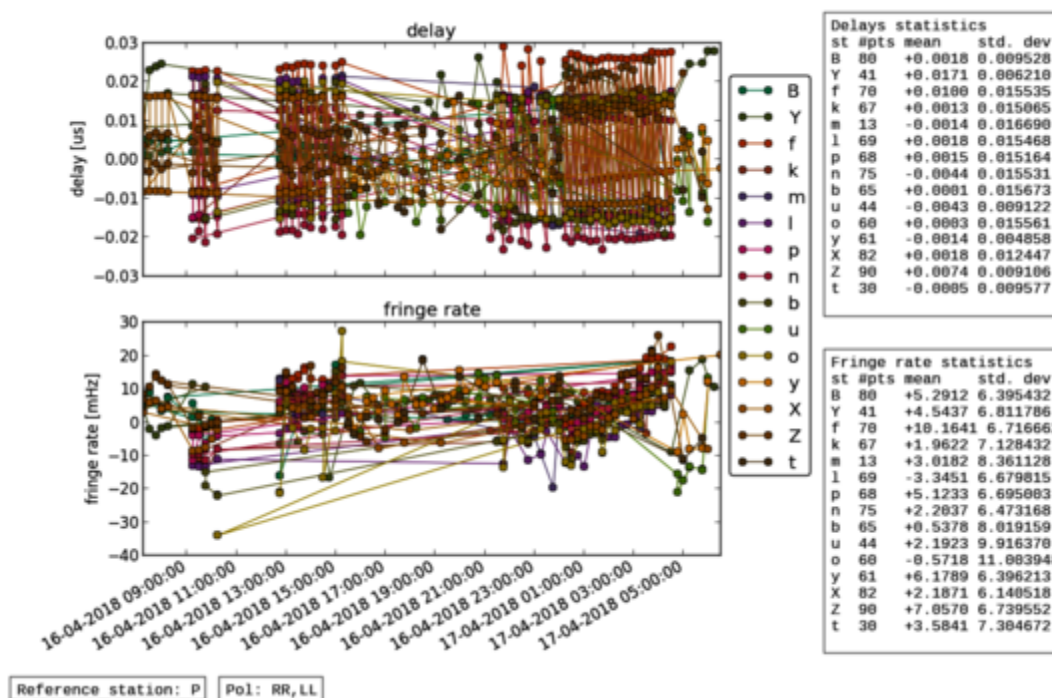 delay
0.03
0.02
0.01
0.00
−0.01
−0.02
−0.03
delay [us]
fringe rate
30
20
10
0
−10
−20
−30
−40
fringe rate [mHz]
16-04-2018 09:00:00
16-04-2018 11:00:00
16-04-2018 13:00:00
16-04-2018 15:00:00
16-04-2018 17:00:00
16-04-2018 19:00:00
16-04-2018 21:00:00
16-04-2018 23:00:00
17-04-2018 01:00:00
17-04-2018 03:00:00
17-04-2018 05:00:00
B
Y
f
k
m
l
p
n
b
u
o
y
X
Z
t
Delays statistics
st #pts mean std. dev
B 80 +0.0018 0.009528
Y 41 +0.0171 0.006210
f 70 +0.0100 0.015535
k 67 +0.0013 0.015065
m 13 -0.0014 0.016690
l 69 +0.0018 0.015468
p 68 +0.0015 0.015164
n 75 -0.0044 0.015531
b 65 +0.0001 0.015673
u 44 -0.0043 0.009122
o 60 +0.0003 0.015561
y 61 -0.0014 0.004858
X 82 +0.0018 0.012447
Z 90 +0.0074 0.009106
t 30 -0.0005 0.009577
Fringe rate statistics
st #pts mean std. dev
B 80 +5.2912 6.395432
Y 41 +4.5437 6.811786
f 70 +10.1641 6.716663
k 67 +1.9622 7.128432
m 13 +3.0182 8.361128
l 69 -3.3451 6.679815
p 68 +5.1233 6.695003
n 75 +2.2037 6.473168
b 65 +0.5378 8.019159
u 44 +2.1923 9.916370
o 60 -0.5718 11.003940
y 61 +6.1789 6.396213
X 82 +2.1871 6.140518
Z 90 +7.0570 6.739552
t 30 +3.5841 7.304672
Reference station: P
Pol: RR,LL